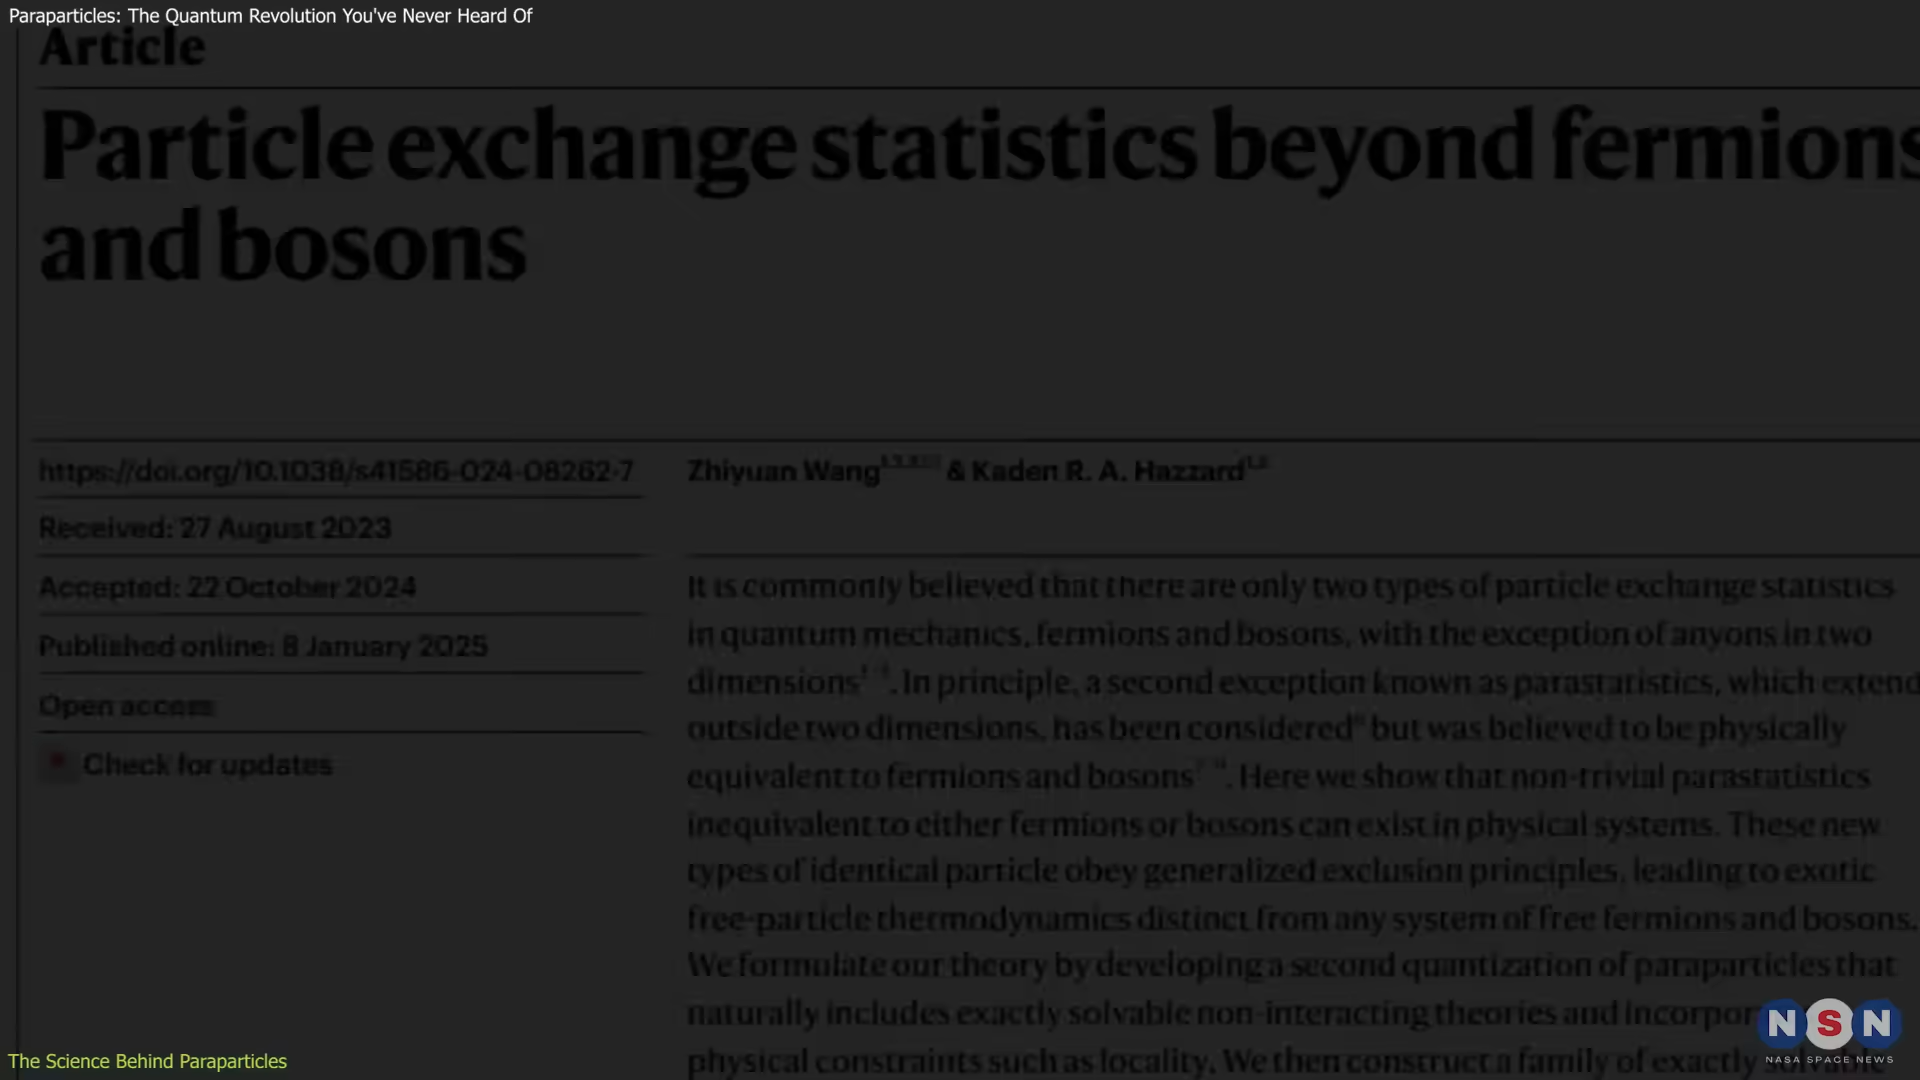 Paraparticles: The Quantum Revolution You've Never Heard Of
Article
Particle exchange statistics beyond fermions
and bosons
https://doi.org/10.1038/s41586-024-08262-7
Zhiyuan Wang & Kaden R. A. Hazzard
Received: 27 August 2023
Accepted: 22 October 2024
Published online: 8 January 2025
Open access
Check for updates
It is commonly believed that there are only two types of particle exchange statistics
in quantum mechanics, fermions and bosons, with the exception of anyons in two
dimensions. In principle, a second exception known as parastatistics, which extend
outside two dimensions, has been considered but was believed to be physically
equivalent to fermions and bosons. Here we show that non-trivial parastatistics
inequivalent to either fermions or bosons can exist in physical systems. These new
types of identical particle obey generalized exclusion principles, leading to exotic
free-particle thermodynamics distinct from any system of free fermions and bosons.
We formulate our theory by developing a second quantization of paraparticles that
naturally includes exactly solvable non-interacting theories and incorpor
physical constraints such as locality. We then construct a family of exactly solvable
The Science Behind Paraparticles
NSN
NASA SPACE NEWS